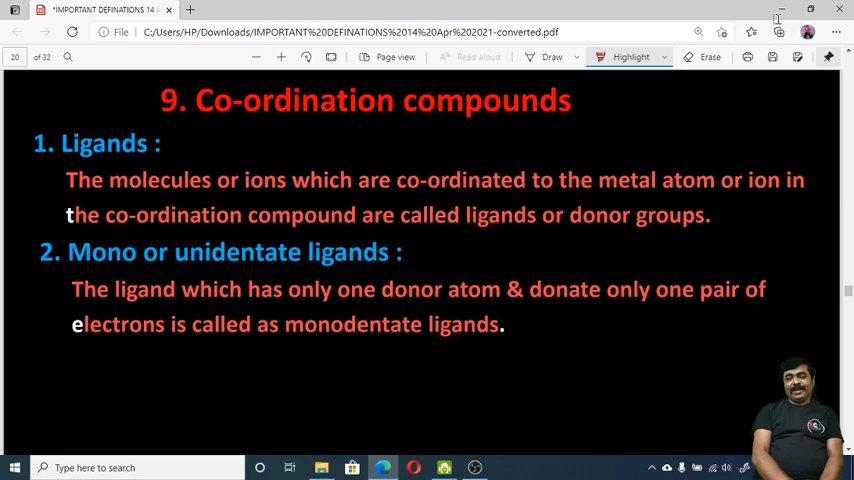 *IMPORTANT DEFINATIONS 14 A
File
C:/Users/HP/Downloads/IMPORTANT%20DEFINATIONS%2014%20Apr%202021-converted.pdf
20 of 32
Page view
Read aloud
Draw
Highlight
Erase
9. Co-ordination compounds
1. Ligands :
The molecules or ions which are co-ordinated to the metal atom or ion in
the co-ordination compound are called ligands or donor groups.
2. Mono or unidentate ligands :
The ligand which has only one donor atom & donate only one pair of
electrons is called as monodentate ligands.
Type here to search